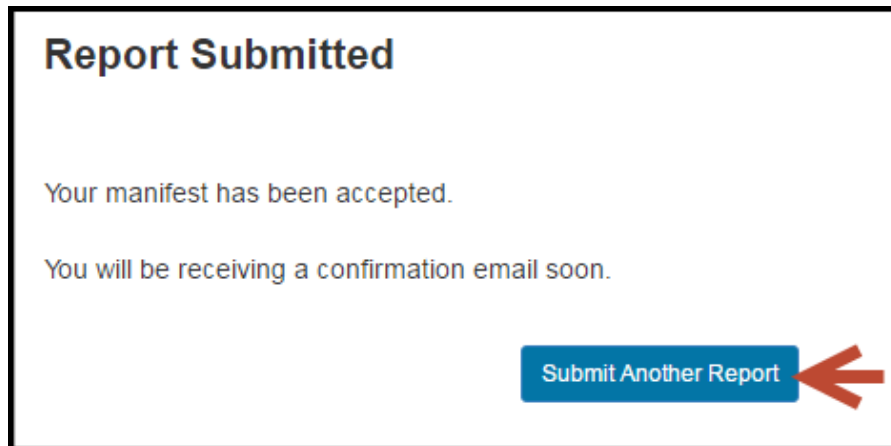 Report Submitted
Your manifest has been accepted.
You will be receiving a confirmation email soon.
Submit Another Report